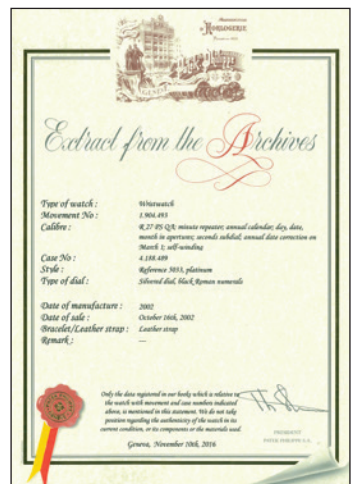 Manufacture
D'HORLOGERIE
GENÈVE
Extract from the Archives
Type of watch : Wristwatch
Movement No : 1.904.493
Calibre : R 27 PS QA: minute repeater; annual calendar; day, date,
month in apertures; seconds subdial; annual date correction on
March 1; self-winding
Case No : 4.188.489
Style : Reference 5033, platinum
Type of dial : Silvered dial, black Roman numerals
Date of manufacture : 2002
Date of sale : October 16th, 2002
Bracelet/Leather strap : Leather strap
Remark : —
Only the data registered in our books which is relative to
the watch with movement and case numbers indicated
above, is mentioned in this statement. We do not take
position regarding the authenticity of the watch in its
current condition, or its components or the materials used.
Geneva, November 10th, 2016
PRESIDENT
PATEK PHILIPPE S.A.